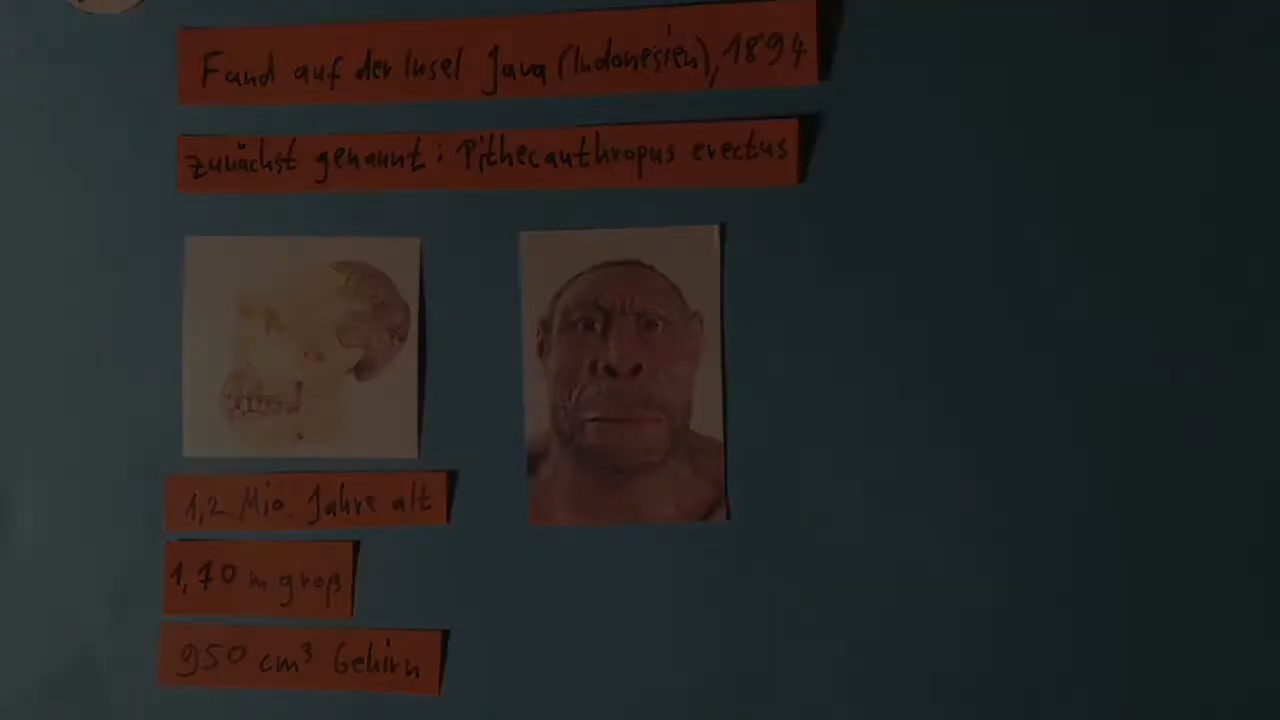 Fund auf der Insel Java (Indonesien), 1894
zunächst genannt: Pithecanthropus erectus
1,2 Mio. Jahre alt
1,70 m groß
950 cm³ Gehirn